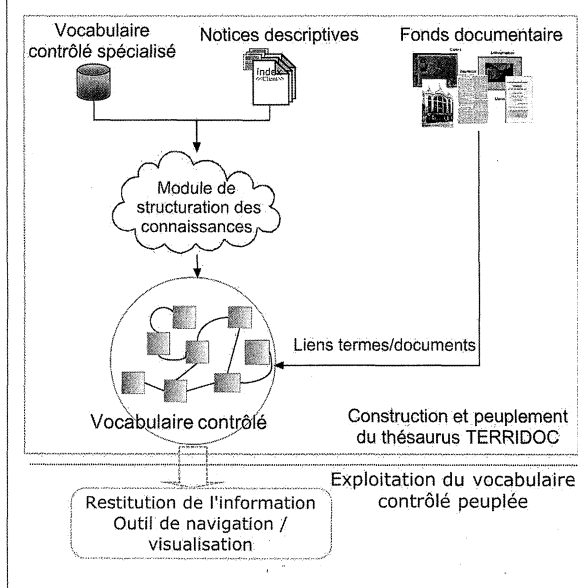 Vocabulaire
contrôlé spécialisé
Notices descriptives
Fonds documentaire
Index
Module de
structuration des
connaissances
Liens termes/documents
Vocabulaire contrôlé
Construction et peuplement
du thésaurus TERRIDOC
Exploitation du vocabulaire
contrôlé peuplée
Restitution de l'information
Outil de navigation /
visualisation